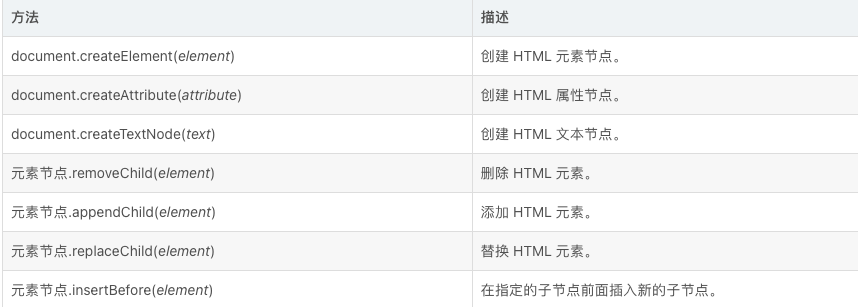 方法 描述
document.createElement(element) 创建 HTML 元素节点。
document.createAttribute(attribute) 创建 HTML 属性节点。
document.createTextNode(text) 创建 HTML 文本节点。
元素节点.removeChild(element) 删除 HTML 元素。
元素节点.appendChild(element) 添加 HTML 元素。
元素节点.replaceChild(element) 替换 HTML 元素。
元素节点.insertBefore(element) 在指定的子节点前面插入新的子节点。